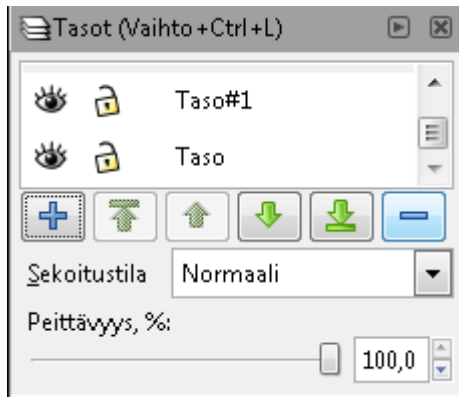 Tasot (Vaihto+Ctrl+L)
Taso#1
Taso
Sekoitustila Normaali
Peittävyys, %:
100,0